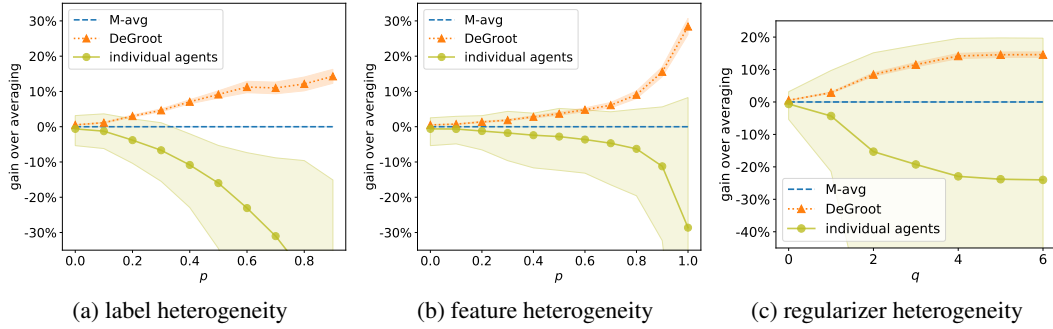 30%
20%
10%
0%
-10%
-20%
-30%
gain over averaging
M-avg
DeGroot
individual agents
0.0 0.2 0.4 0.6 0.8
p
(a) label heterogeneity
30%
20%
10%
0%
-10%
-20%
-30%
gain over averaging
M-avg
DeGroot
individual agents
0.0 0.2 0.4 0.6 0.8 1.0
p
(b) feature heterogeneity
20%
10%
0%
-10%
-20%
-30%
-40%
gain over averaging
M-avg
DeGroot
individual agents
0 2 4 6
q
(c) regularizer heterogeneity